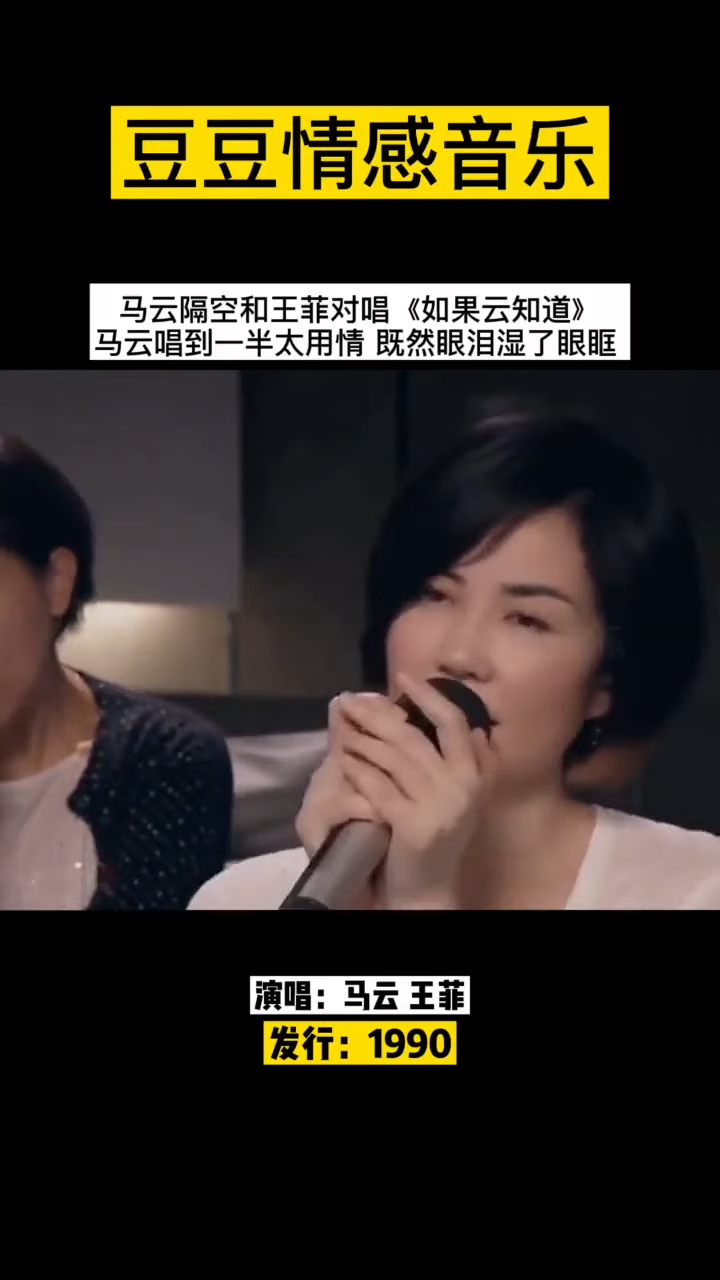 豆豆情感音乐
马云隔空和王菲对唱《如果云知道》
马云唱到一半太用情 既然眼泪湿了眼眶
演唱：马云 王菲
发行：1990